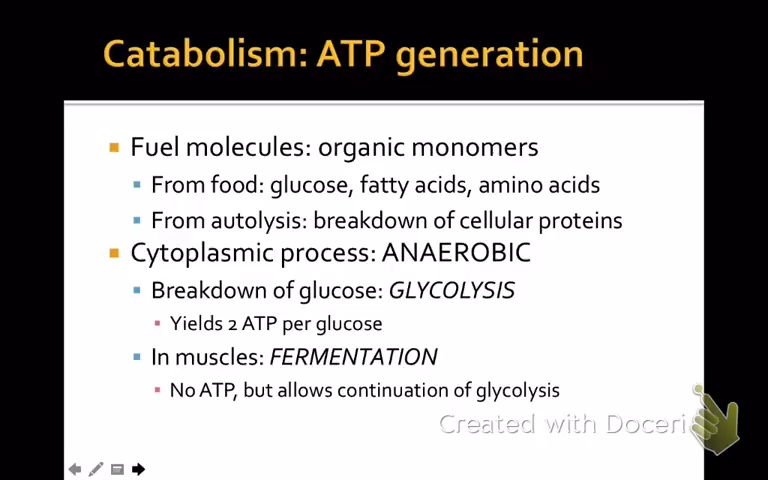 Catabolism: ATP generation
Fuel molecules: organic monomers
From food: glucose, fatty acids, amino acids
From autolysis: breakdown of cellular proteins
Cytoplasmic process: ANAEROBIC
Breakdown of glucose: GLYCOLYSIS
Yields 2 ATP per glucose
In muscles: FERMENTATION
No ATP, but allows continuation of glycolysis
Created with Doceri